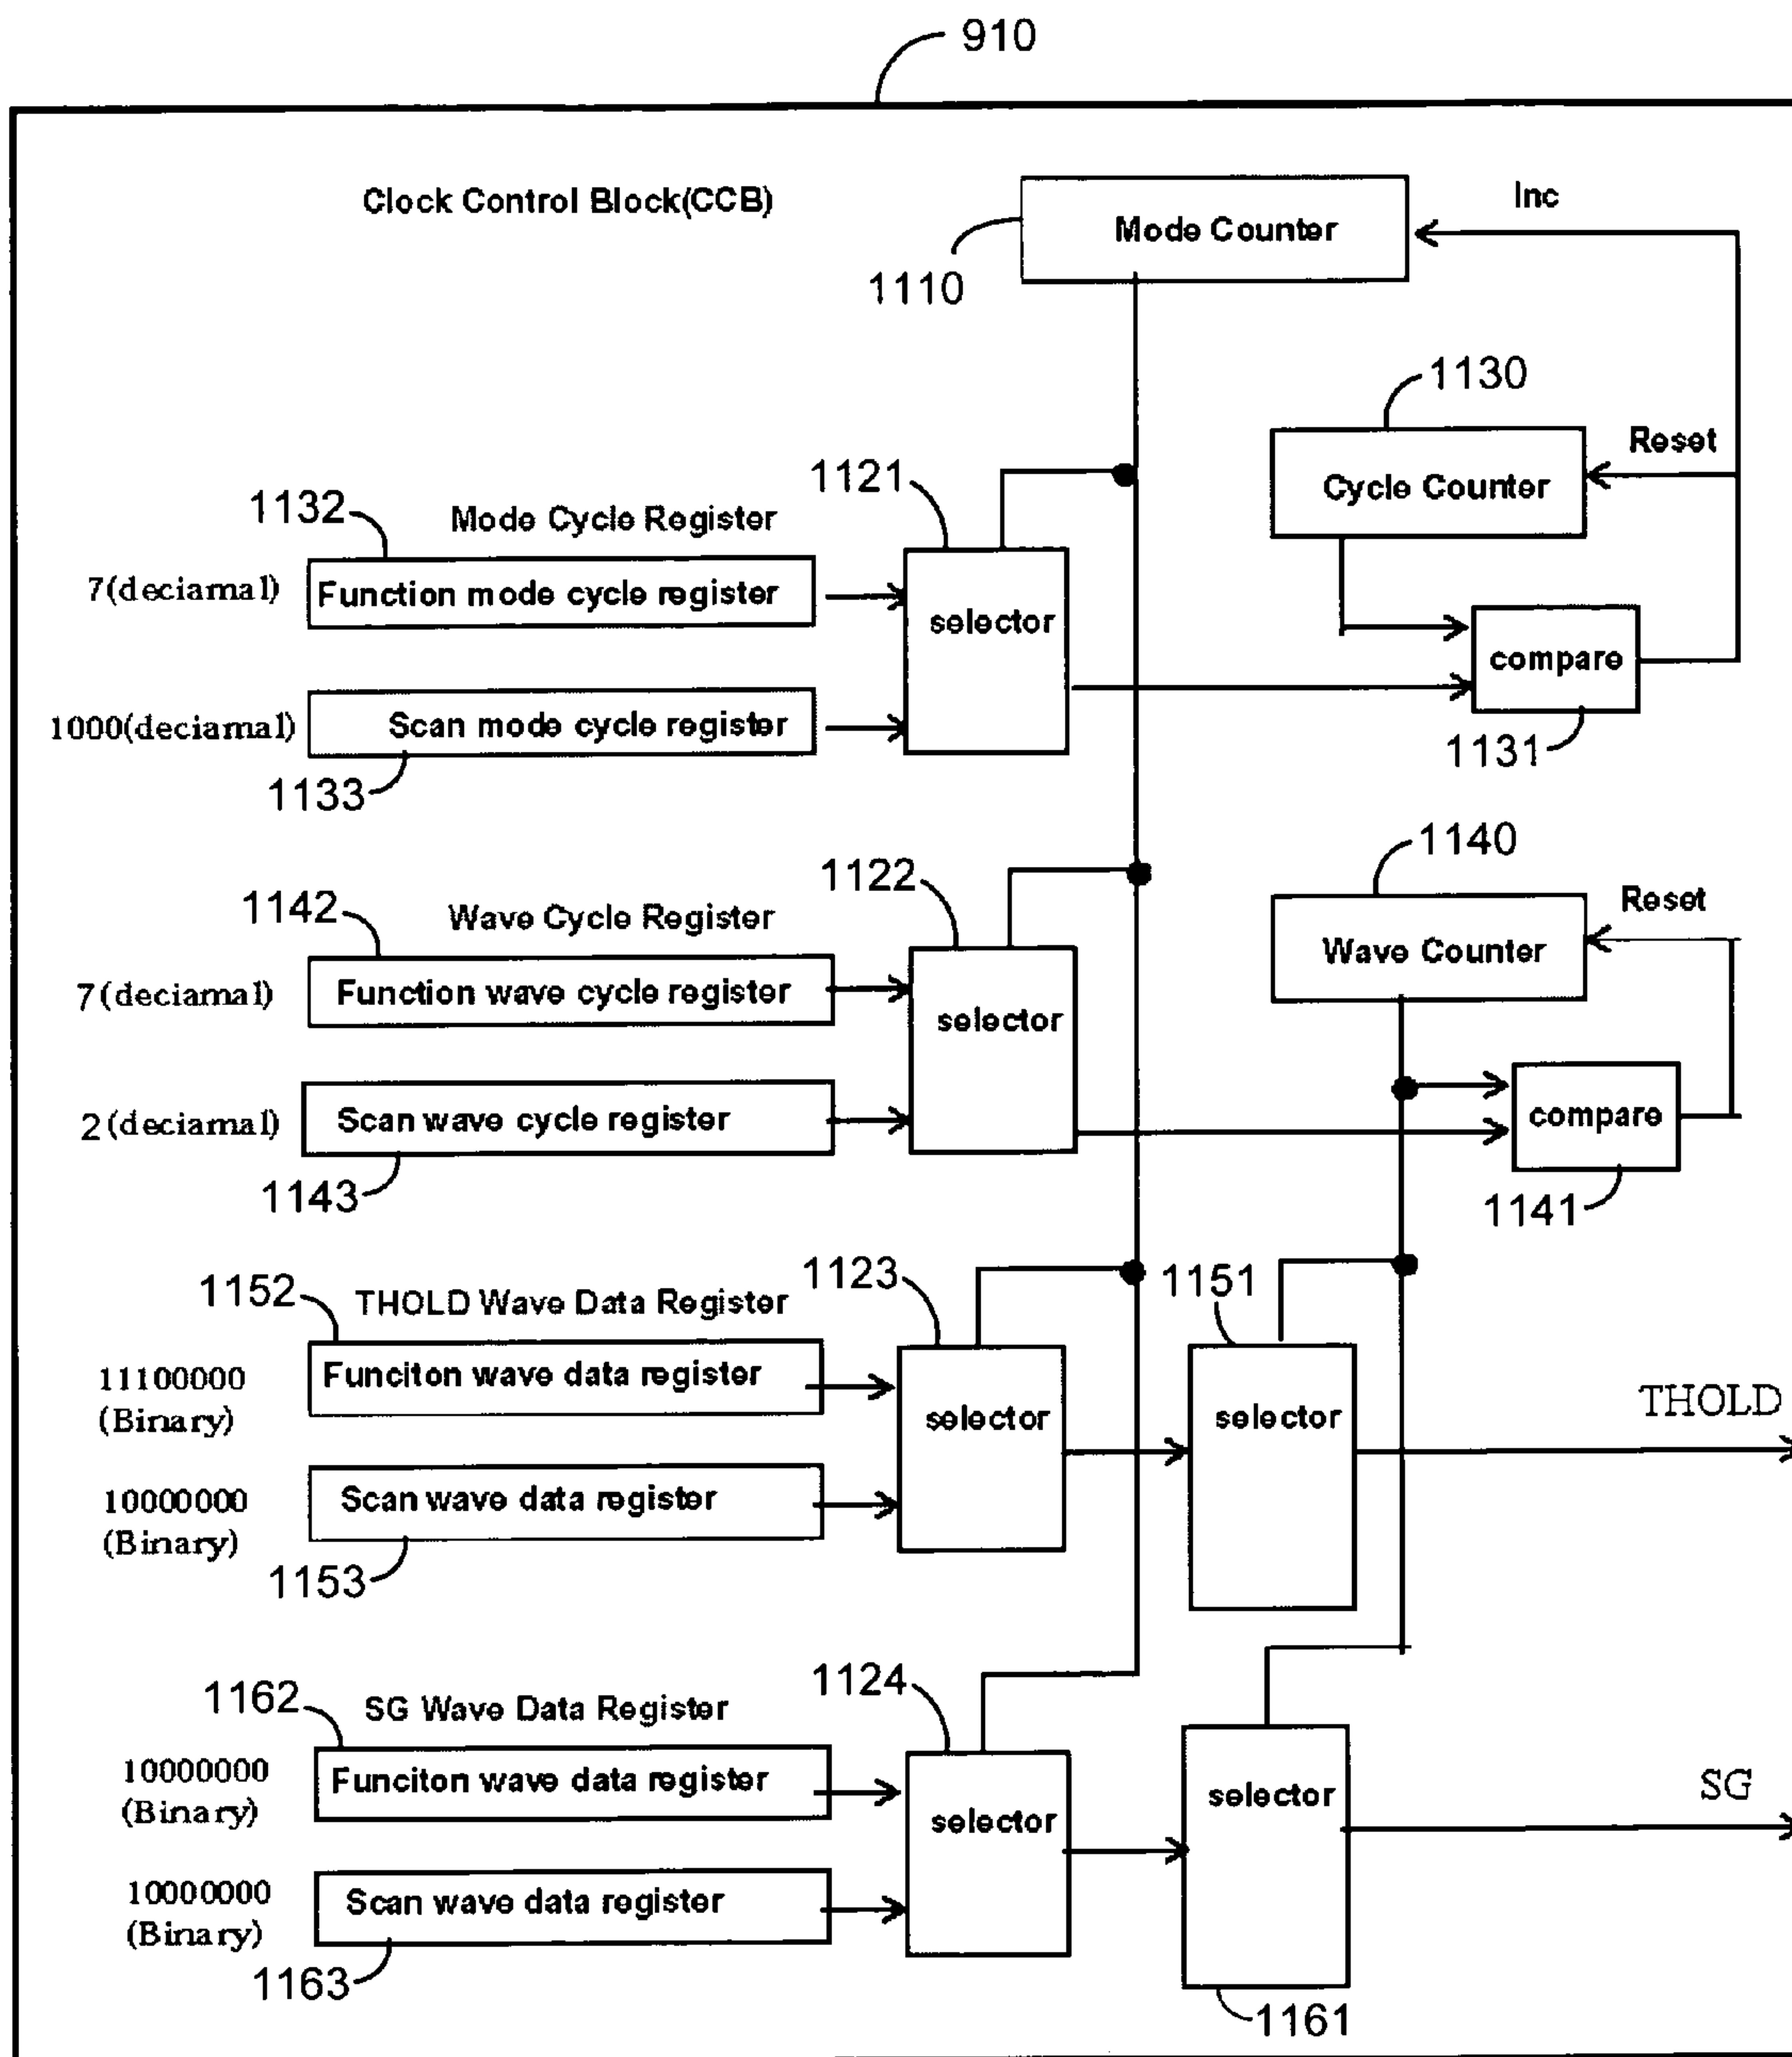 910
Clock Control Block(CCB)
Mode Counter
Inc
1110
1130
Cycle Counter
Reset
1121
1132
Mode Cycle Register
7(deciamal)
Function mode cycle register
selector
compare
1000(deciamal)
Scan mode cycle register
1131
1133
1140
1122
1142
Wave Cycle Register
Wave Counter
Reset
7(deciamal)
Function wave cycle register
selector
2(deciamal)
Scan wave cycle register
compare
1143
1141
1123
1151
1152
THOLD Wave Data Register
11100000
(Binary)
Funciton wave data register
selector
selector
THOLD
10000000
(Binary)
Scan wave data register
1153
1124
1162
SG Wave Data Register
10000000
(Binary)
Funciton wave data register
selector
selector
SG
10000000
(Binary)
Scan wave data register
1163
1161